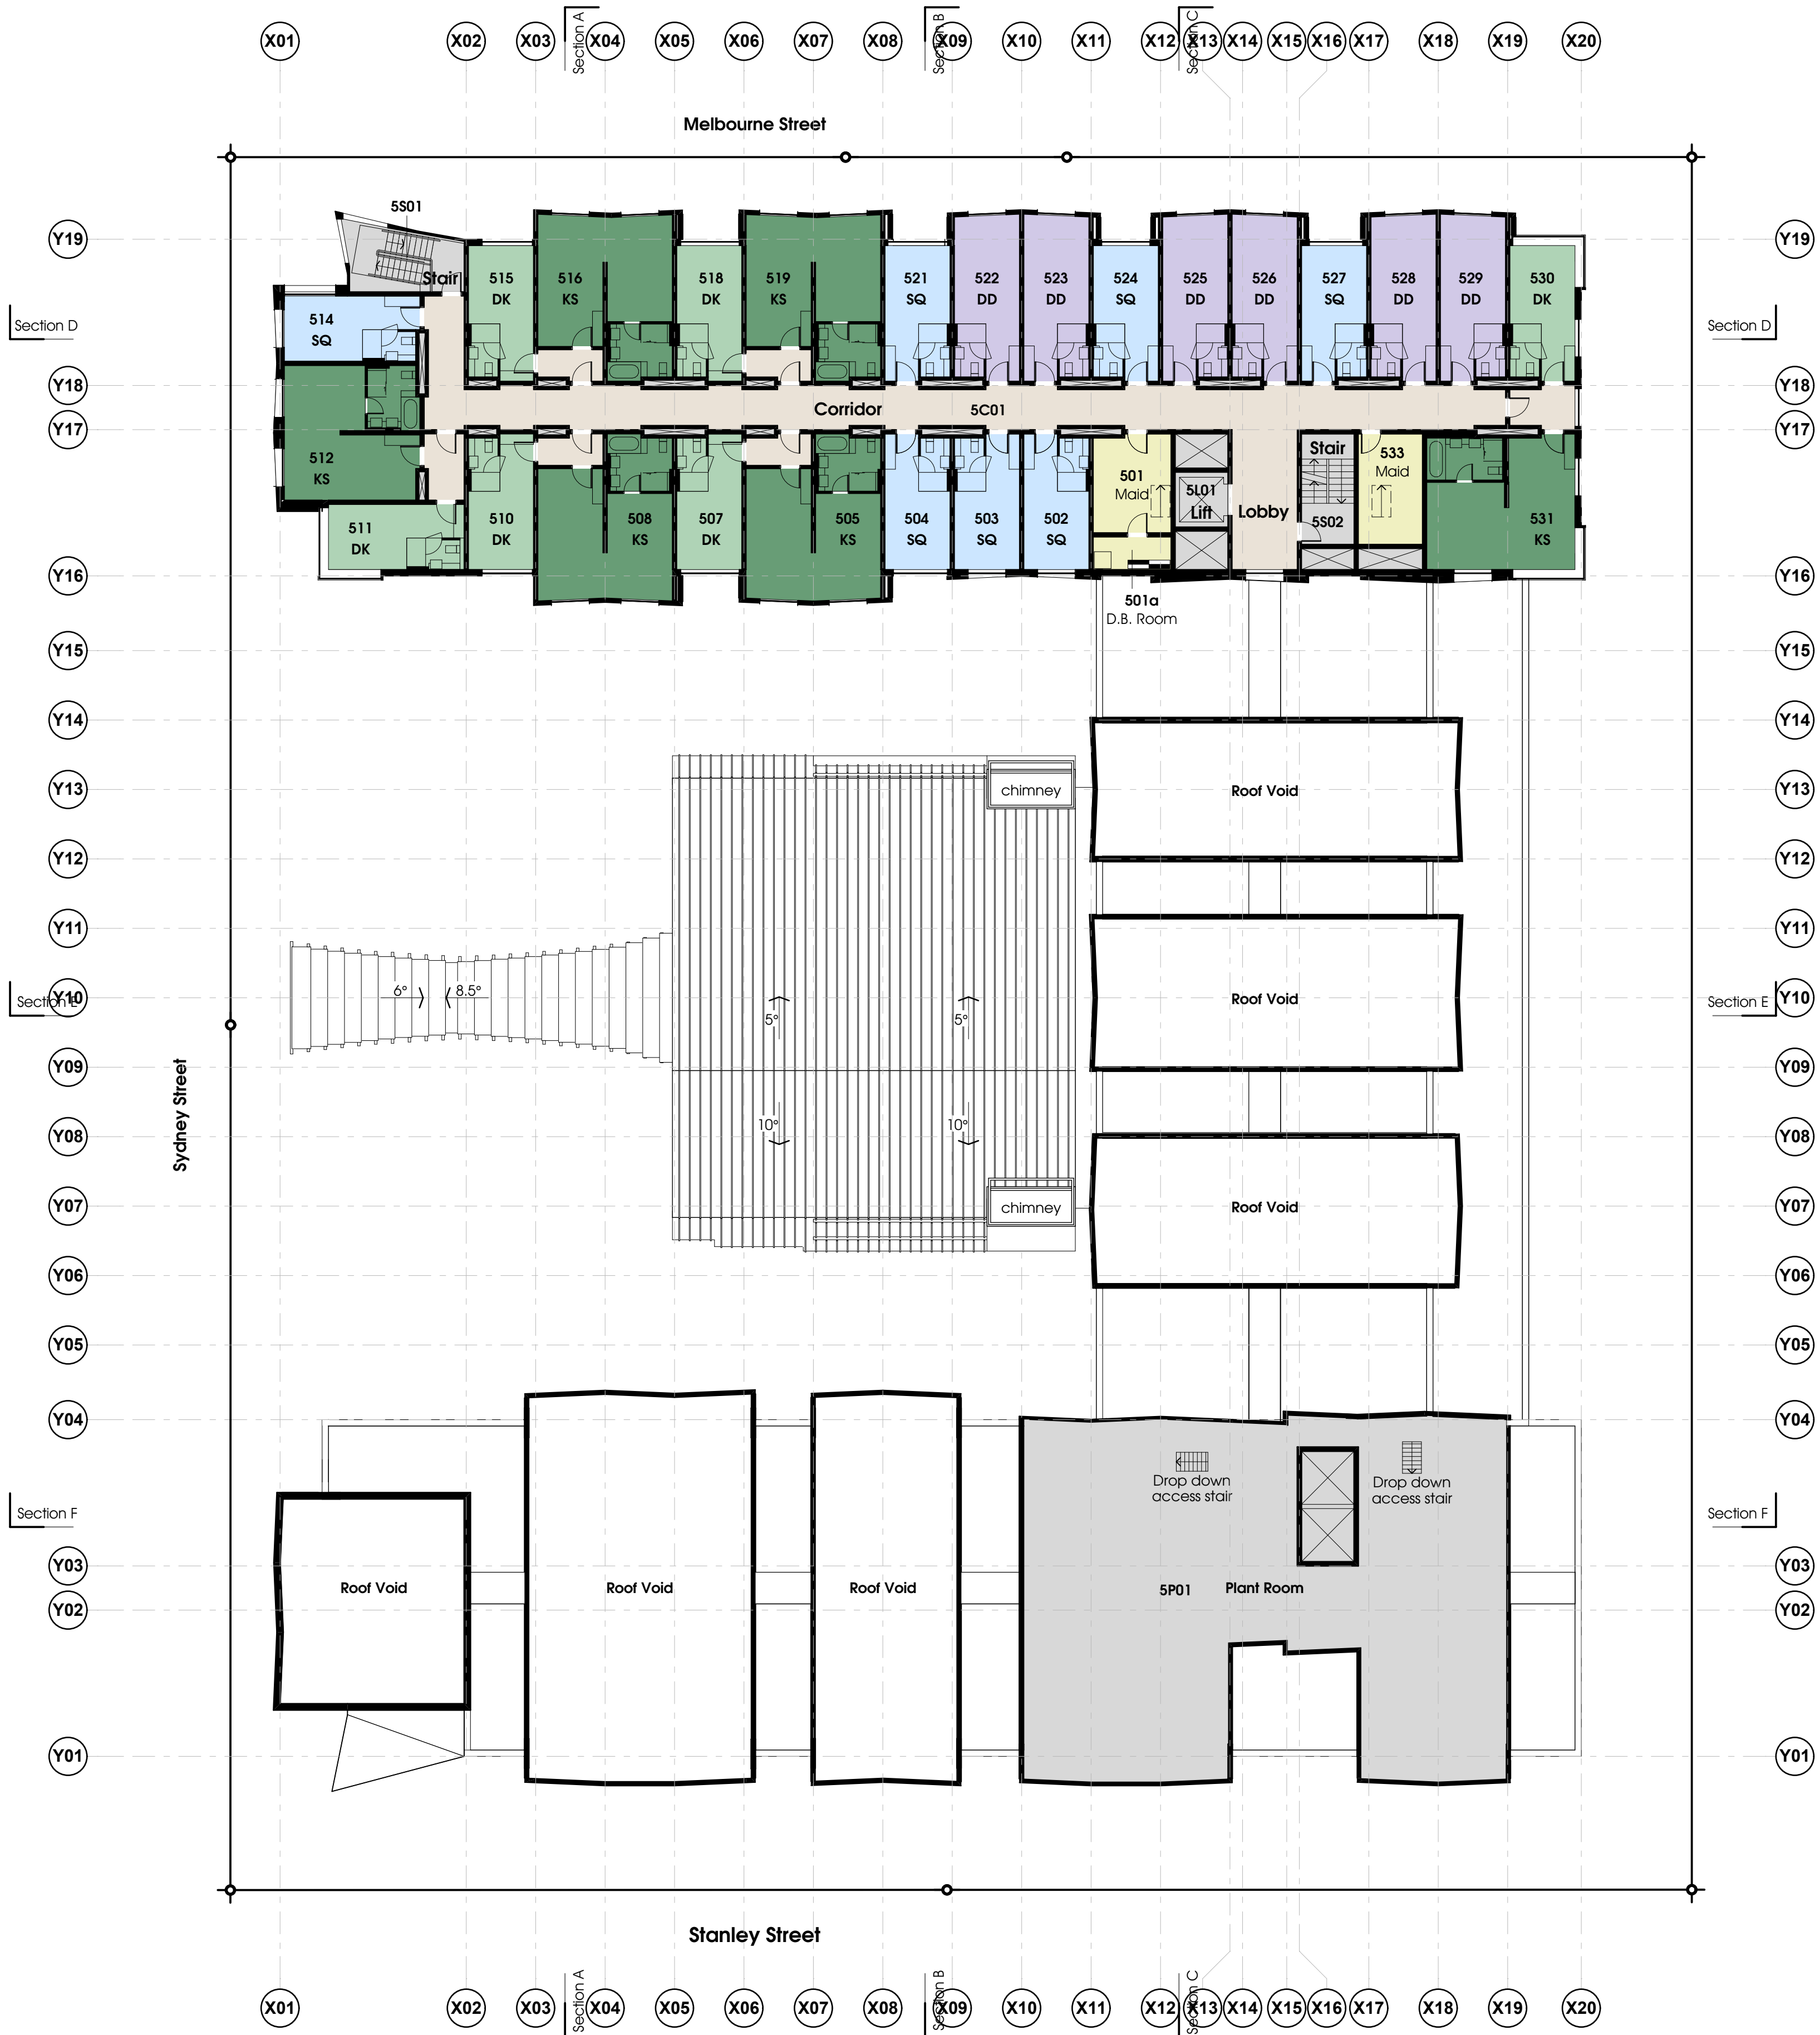 X01 X02 X03 X04 X05 X06 X07 X08 X09 X10 X11 X12 X13 X14 X15 X16 X17 X18 X19 X20
Section A
Section B
Section C
Melbourne Street
5S01
Y19 Y19
Stair
515 516 518 519 521 522 523 524 525 526 527 528 529 530
DK KS DK KS SQ DD DD SQ DD DD SQ DD DD DK
514
SQ
Section D Section D
Y18 Y18
Corridor 5C01
Y17 Y17
512
KS
Stair
501
Maid
533
Maid
5L01
Lift
Lobby
5S02
511
DK
510 508 507 505 504 503 502 531
DK KS DK KS SQ SQ SQ KS
Y16 Y16
501a
D.B. Room
Y15 Y15
Y14 Y14
Y13 chimney Roof Void Y13
Y12 Y12
Y11 Y11
6° 8.5°
Section E Y10 Roof Void Section E Y10
5° 5°
Y09 Y09
Sydney Street
10° 10°
Y08 Y08
Y07 chimney Roof Void Y07
Y06 Y06
Y05 Y05
Y04 Y04
Drop down
access stair
Drop down
access stair
Section F Section F
Y03 Y03
Roof Void Roof Void Roof Void 5P01 Plant Room
Y02 Y02
Y01 Y01
Stanley Street
Section A
Section B
Section C
X01 X02 X03 X04 X05 X06 X07 X08 X09 X10 X11 X12 X13 X14 X15 X16 X17 X18 X19 X20